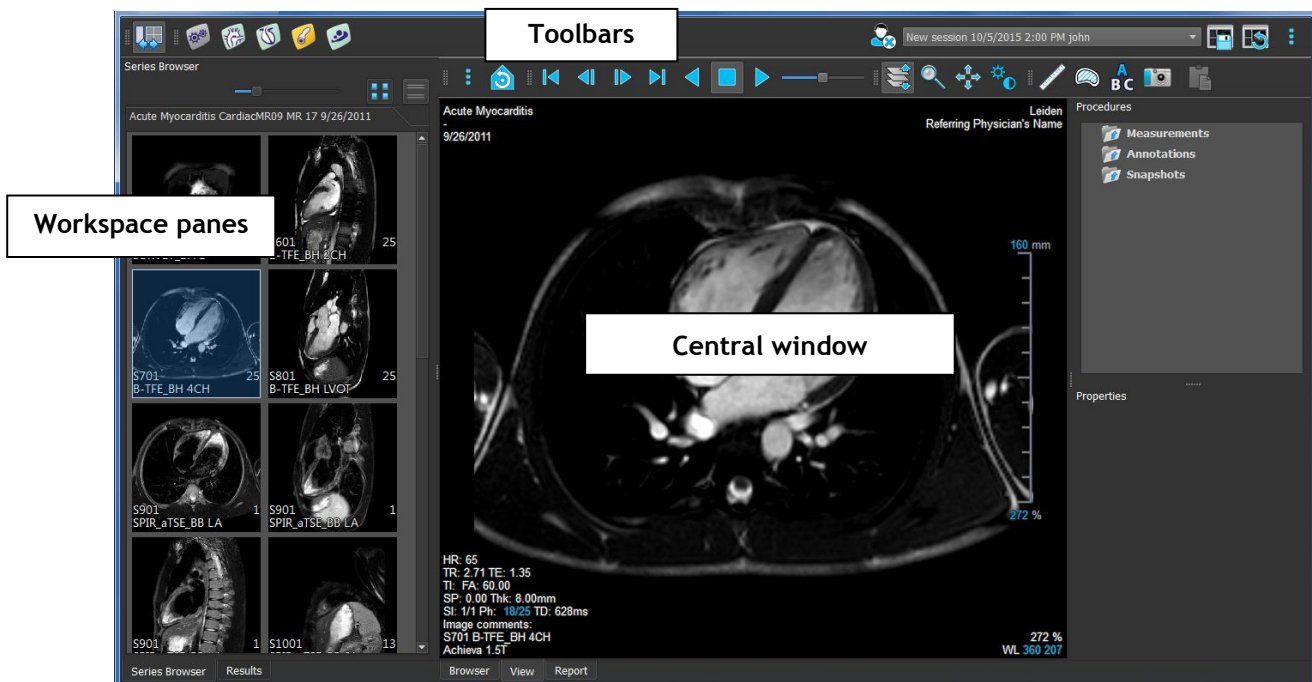 Toolbars
New session 10/5/2015 2:00 PM john
Series Browser
Acute Myocarditis CardiacMR09 MR 17 9/26/2011
Workspace panes
25
B-TFE_BH 2CH
S701 25
B-TFE_BH 4CH
S801 25
B-TFE_BH LVOT
S901 1
SPIR_aTSE_BB LA
S901 1
SPIR_aTSE_BB LA
S901 1
S1001 13
Series Browser
Results
A
B C
Acute Myocarditis
-
9/26/2011
Leiden
Referring Physician's Name
160 mm
Central window
272 %
HR: 65
TR: 2.71 TE: 1.35
TI: FA: 60.00
SP: 0.00 Thk: 8.00mm
Sl: 1/1 Ph: 18/25 TD: 628ms
Image comments:
S701 B-TFE_BH 4CH
Achieva 1.5T
272 %
WL 360 207
Browser
View
Report
Procedures
Measurements
Annotations
Snapshots
Properties